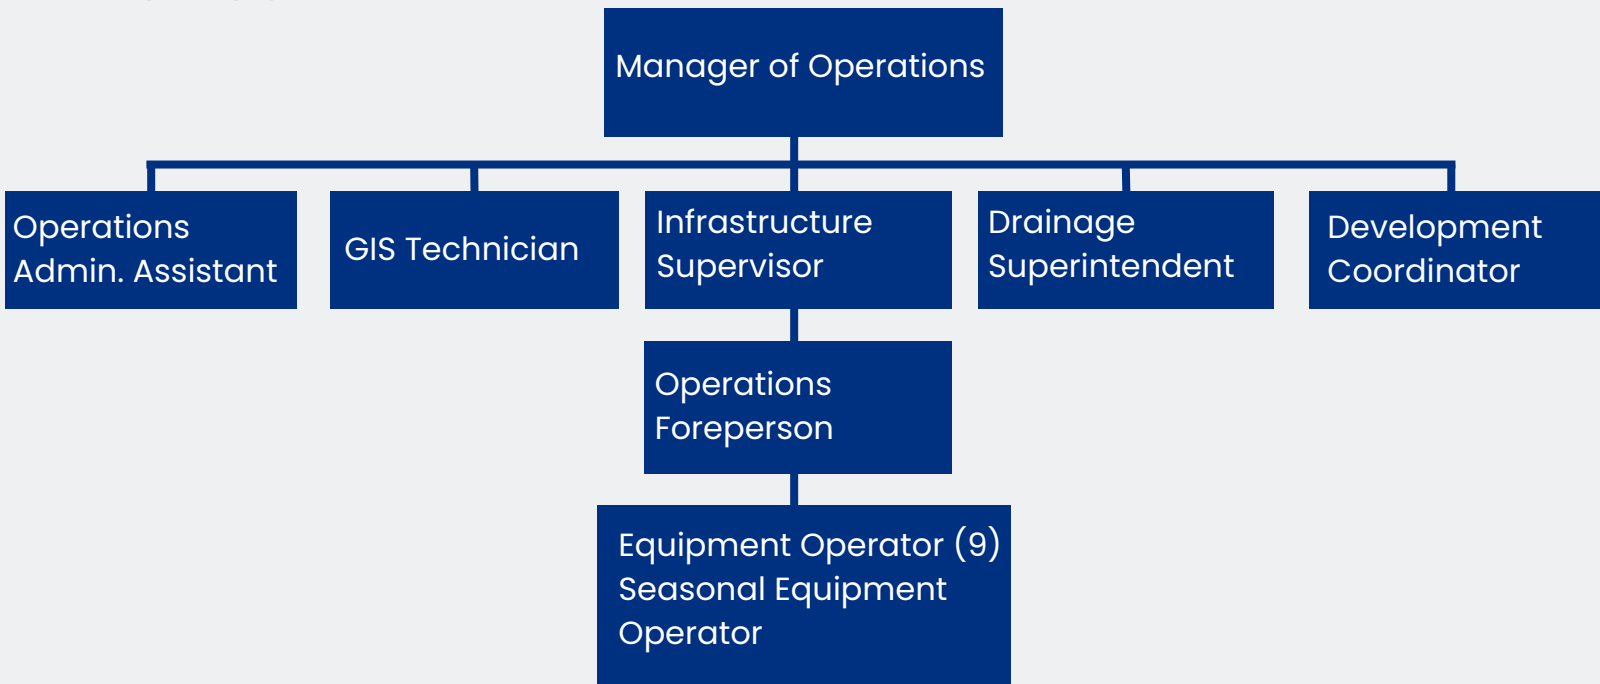 Manager of Operations
Operations
Admin. Assistant
GIS Technician
Infrastructure
Supervisor
Drainage
Superintendent
Development
Coordinator
Operations
Foreperson
Equipment Operator (9)
Seasonal Equipment
Operator